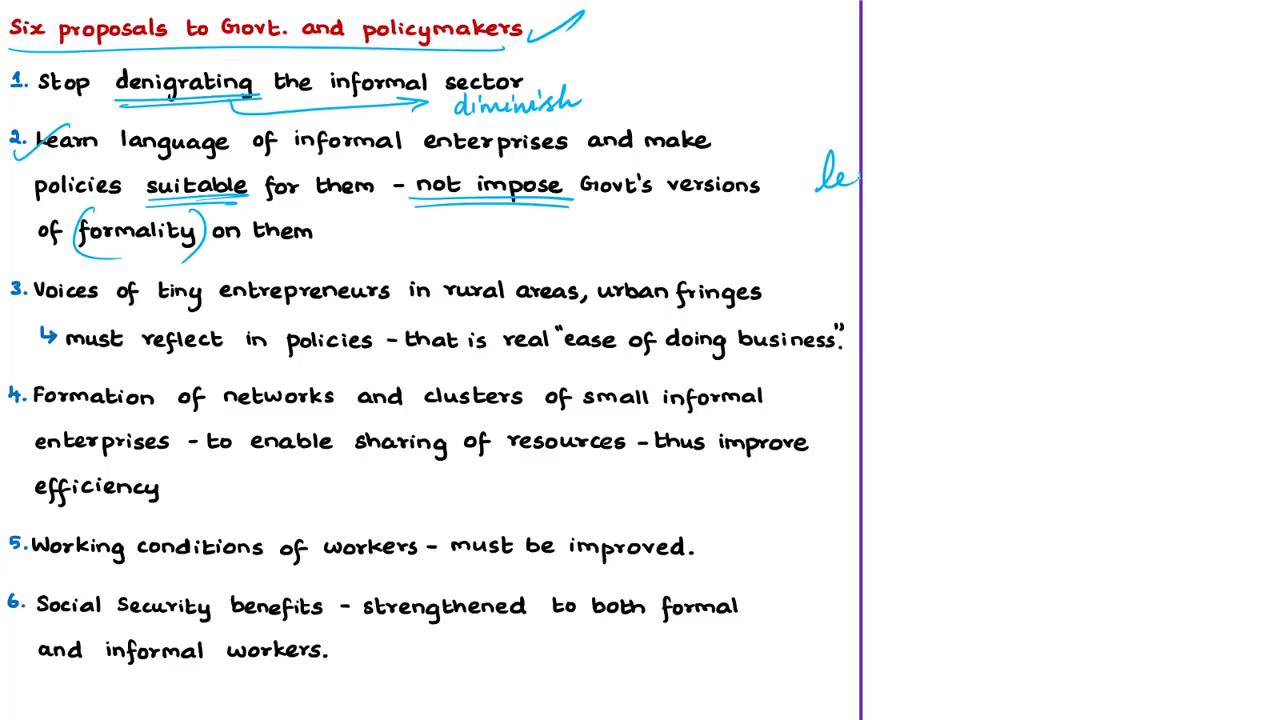 Six proposals to Govt. and policymakers
1. Stop denigrating the informal sector
diminish
2. Learn language of informal enterprises and make
policies suitable for them - not impose Govt's versions
le
of formality on them
3. Voices of tiny entrepreneurs in rural areas, urban fringes
↳ must reflect in policies - that is real "ease of doing business".
4. Formation of networks and clusters of small informal
enterprises - to enable sharing of resources - thus improve
efficiency
5. Working conditions of workers - must be improved.
6. Social Security benefits - strengthened to both formal
and informal workers.